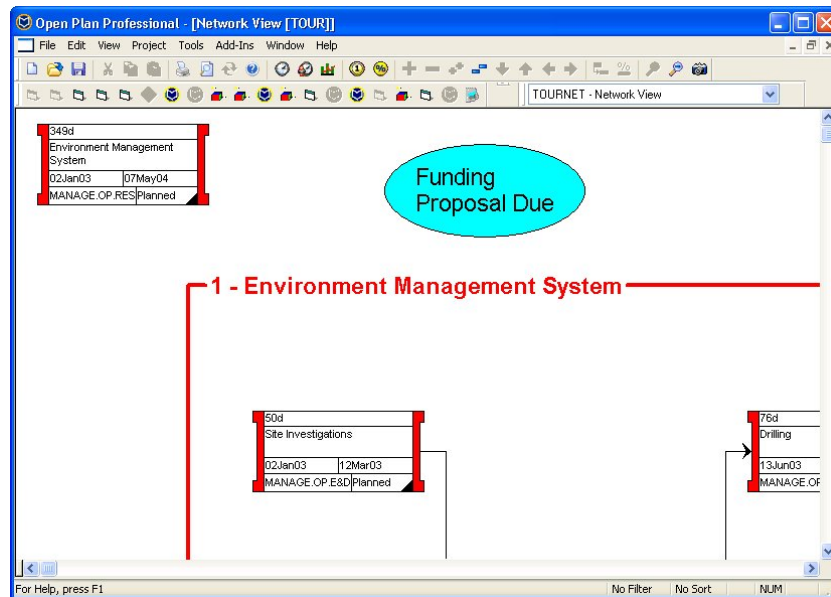 Open Plan Professional - [Network View [TOUR]]
File Edit View Project Tools Add-Ins Window Help
TOURNET - Network View
349d
Environment Management
System
02Jan03 07May04
MANAGE.OP.RES Planned
Funding
Proposal Due
1 - Environment Management System
50d
Site Investigations
02Jan03 12Mar03
MANAGE.OP.E&D Planned
76d
Drilling
13Jun03
MANAGE.OP
For Help, press F1
No Filter No Sort NUM